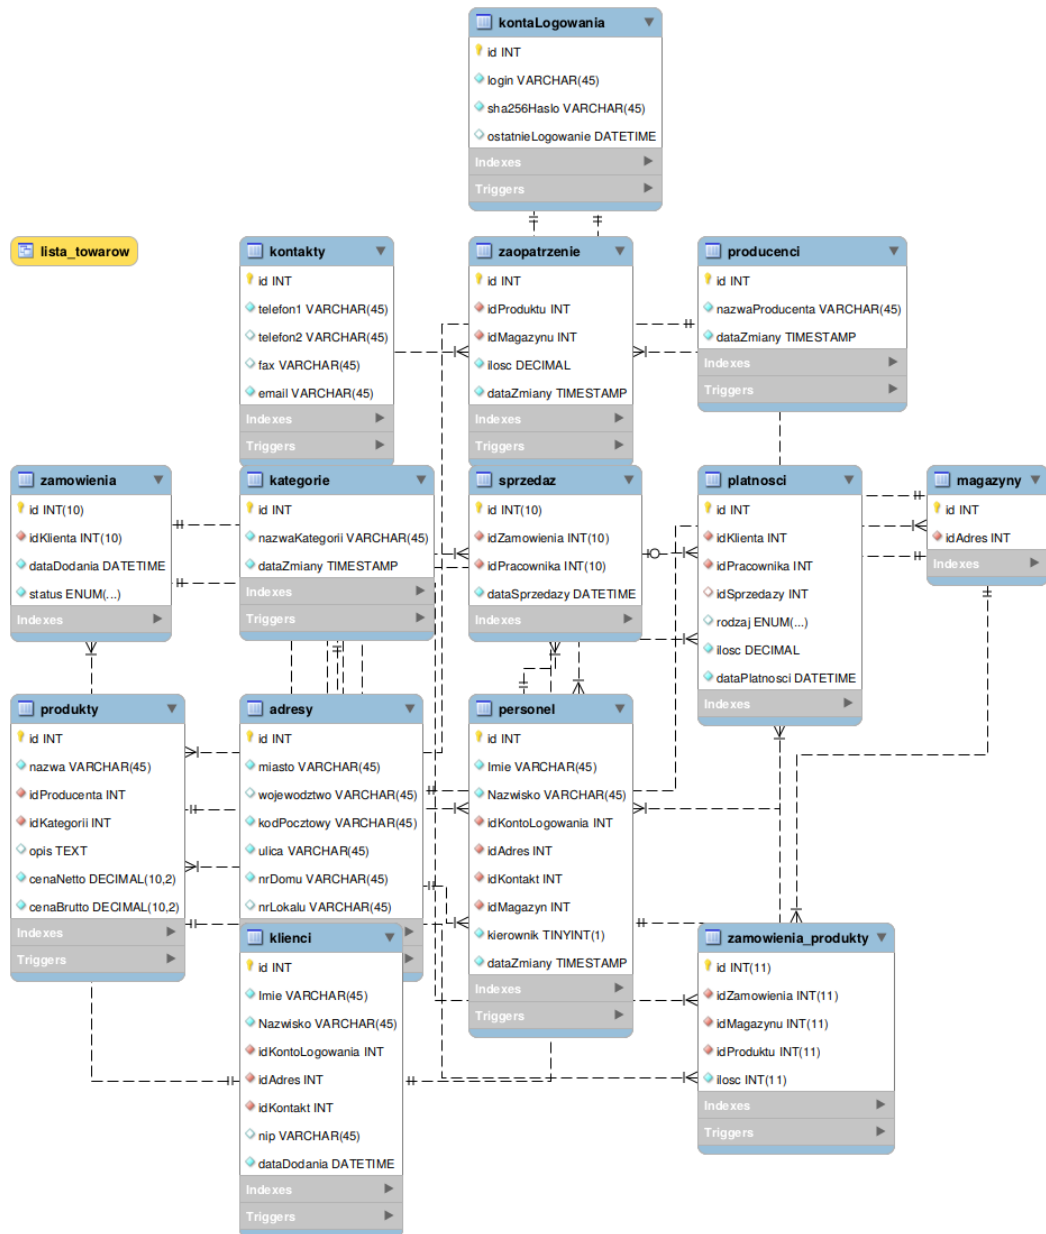 kontaLogowania
id INT
login VARCHAR(45)
sha256Haslo VARCHAR(45)
ostatnieLogowanie DATETIME
Indexes
Triggers
lista_towarow
kontakty
id INT
telefon1 VARCHAR(45)
telefon2 VARCHAR(45)
fax VARCHAR(45)
email VARCHAR(45)
Indexes
Triggers
zaopatrzenie
id INT
idProduktu INT
idMagazynu INT
ilosc DECIMAL
dataZmiany TIMESTAMP
Indexes
Triggers
producenci
id INT
nazwaProducenta VARCHAR(45)
dataZmiany TIMESTAMP
Indexes
Triggers
zamowienia
id INT(10)
idKlienta INT(10)
dataDodania DATETIME
status ENUM(...)
Indexes
kategorie
id INT
nazwaKategorii VARCHAR(45)
dataZmiany TIMESTAMP
Indexes
Triggers
sprzedaz
id INT(10)
idZamowienia INT(10)
idPracownika INT(10)
dataSprzedazy DATETIME
Indexes
platnosci
id INT
idKlienta INT
idPracownika INT
idSprzedazy INT
rodzaj ENUM(...)
ilosc DECIMAL
dataPlatnosci DATETIME
Indexes
magazyny
id INT
idAdres INT
Indexes
produkty
id INT
nazwa VARCHAR(45)
idProducenta INT
idKategorii INT
opis TEXT
cenaNetto DECIMAL(10,2)
cenaBrutto DECIMAL(10,2)
Indexes
Triggers
adresy
id INT
miasto VARCHAR(45)
wojewodztwo VARCHAR(45)
kodPocztowy VARCHAR(45)
ulica VARCHAR(45)
nrDomu VARCHAR(45)
nrLokalu VARCHAR(45)
personel
id INT
Imie VARCHAR(45)
Nazwisko VARCHAR(45)
idKontoLogowania INT
idAdres INT
idKontakt INT
idMagazyn INT
kierownik TINYINT(1)
dataZmiany TIMESTAMP
Indexes
Triggers
klienci
id INT
Imie VARCHAR(45)
Nazwisko VARCHAR(45)
idKontoLogowania INT
idAdres INT
idKontakt INT
nip VARCHAR(45)
dataDodania DATETIME
Indexes
Triggers
zamowienia_produkty
id INT(11)
idZamowienia INT(11)
idMagazynu INT(11)
idProduktu INT(11)
ilosc INT(11)
Indexes
Triggers